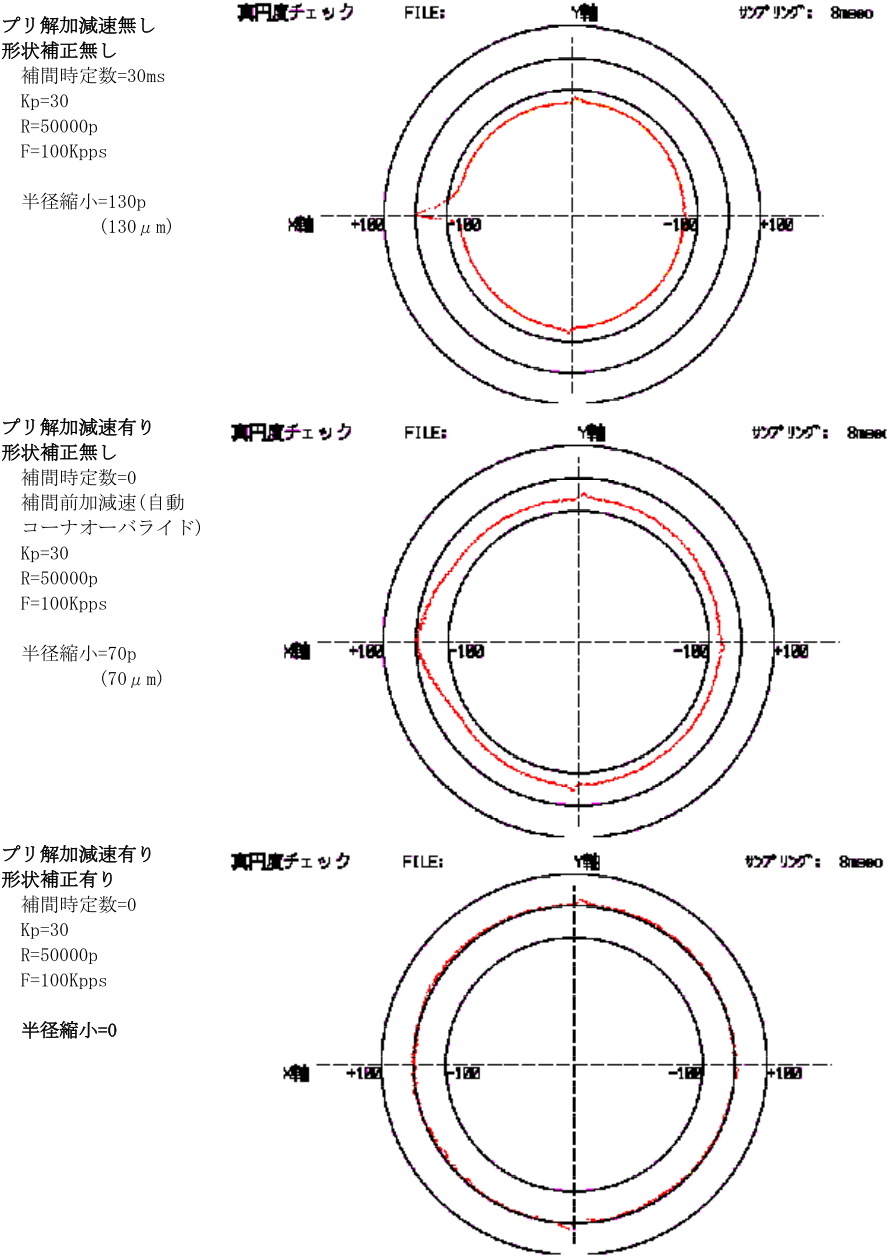 プリ解加減速無し
形状補正無し
補間時定数=30ms
Kp=30
R=50000p
F=100Kpps
半径縮小=130p
(130μm)
真円度チェック FILE: Y軸 サンプリング: 8msec
X軸 +100 -100 -100 +100
プリ解加減速有り
形状補正無し
補間時定数=0
補間前加減速(自動
コーナオーバライド)
Kp=30
R=50000p
F=100Kpps
半径縮小=70p
(70μm)
真円度チェック FILE: Y軸 サンプリング: 8msec
X軸 +100 -100 -100 +100
プリ解加減速有り
形状補正有り
補間時定数=0
Kp=30
R=50000p
F=100Kpps
半径縮小=0
真円度チェック FILE: Y軸 サンプリング: 8msec
X軸 +100 -100 -100 +100